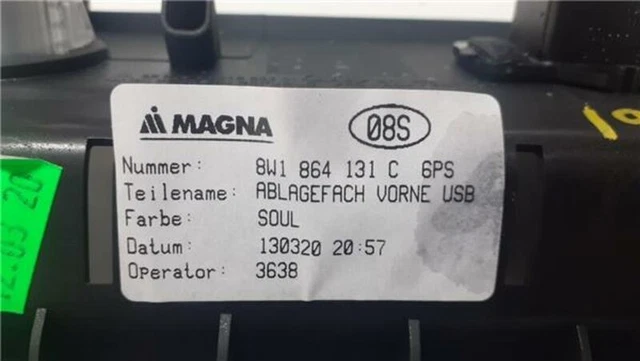 MAGNA 08S
Nummer: 8W1 864 131 C 6PS
Teilename: ABLAGEFACH VORNE USB
Farbe: SOUL
Datum: 130320 20:57
Operator: 3638